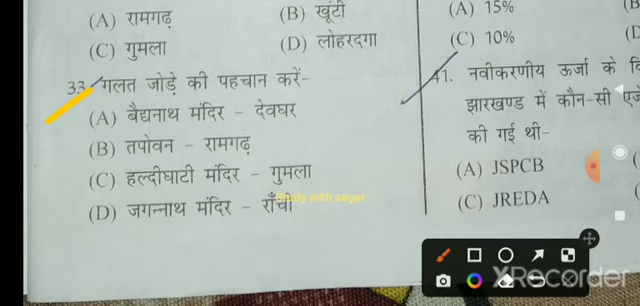 (A) रामगढ़
(B) खूंटी
(C) गुमला
(D) लोहरदगा
33. गलत जोड़े की पहचान करें-
(A) बैद्यनाथ मंदिर - देवघर
(B) तपोवन - रामगढ़
(C) हल्दीघाटी मंदिर - गुमला
(D) जगन्नाथ मंदिर - राँची
Study with sagar
(A) 15%
(C) 10%
41. नवीकरणीय ऊर्जा के
झारखण्ड में कौन-सी
की गई थी-
(A) JSPCB
(C) JREDA
XRecorder